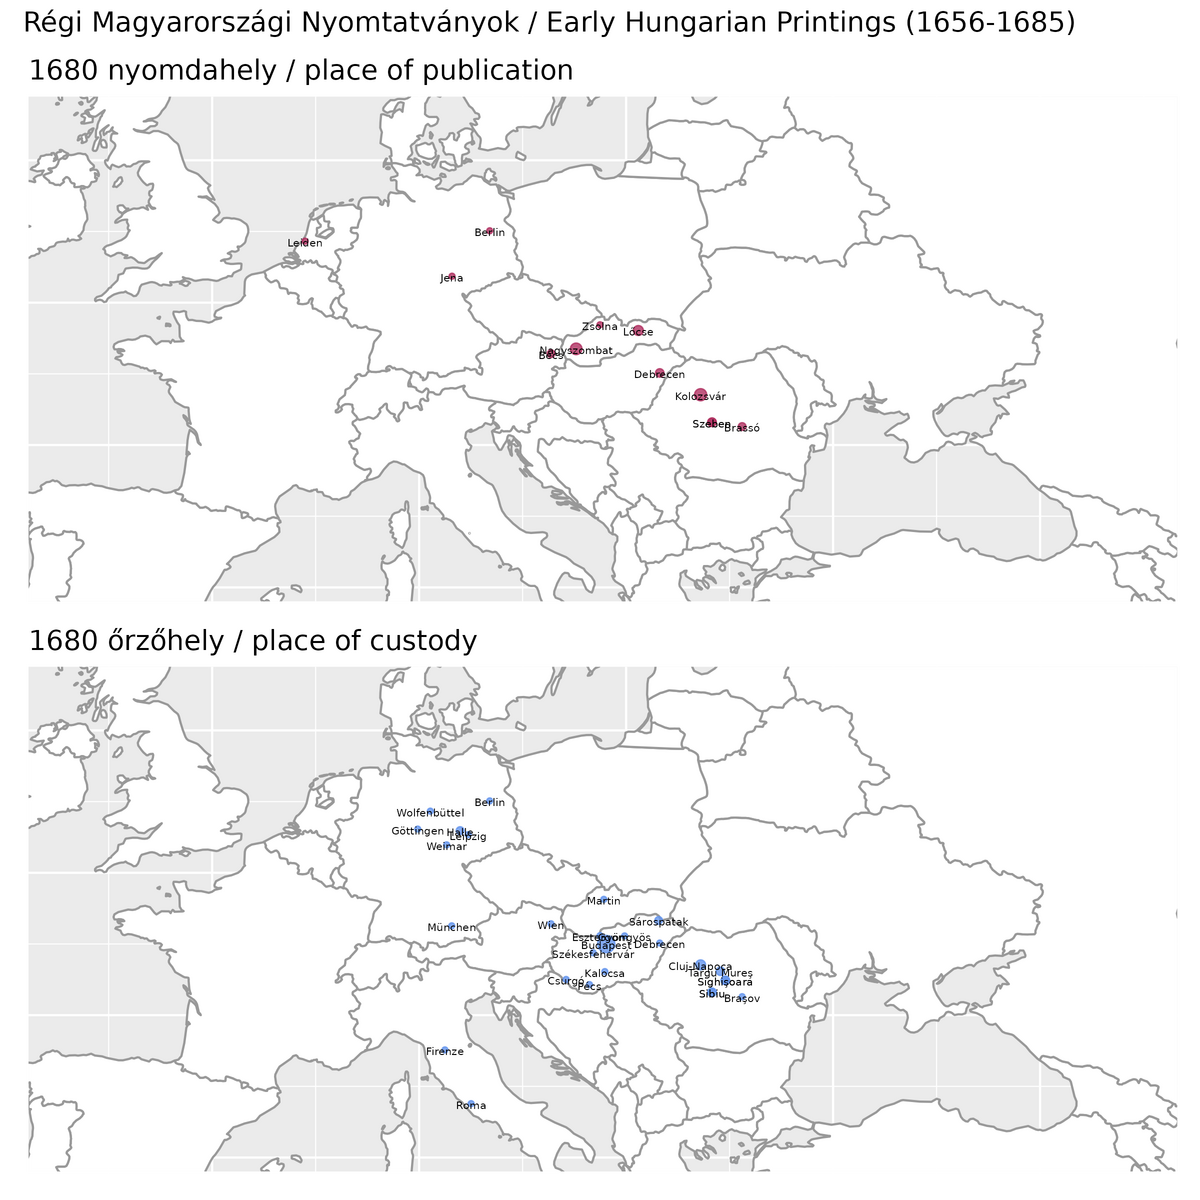 Régi Magyarországi Nyomtatványok / Early Hungarian Printings (1656-1685)
1680 nyomdahely / place of publication
Berlin
Leiden
Jena
Zsolna
Lőcse
Nagyszombat
Bécs
Debrecen
Kolozsvár
Szeben
Brassó
1680 őrzőhely / place of custody
Berlin
Wolfenbüttel
Göttingen
Halle
Leipzig
Weimar
Martin
Sárospatak
Wien
München
Esztergom
Gyöngyös
Budapest
Debrecen
Székesfehérvár
Cluj-Napoca
Târgu Mureș
Kalocsa
Csurgó
Pécs
Sighișoara
Sibiu
Brașov
Firenze
Roma